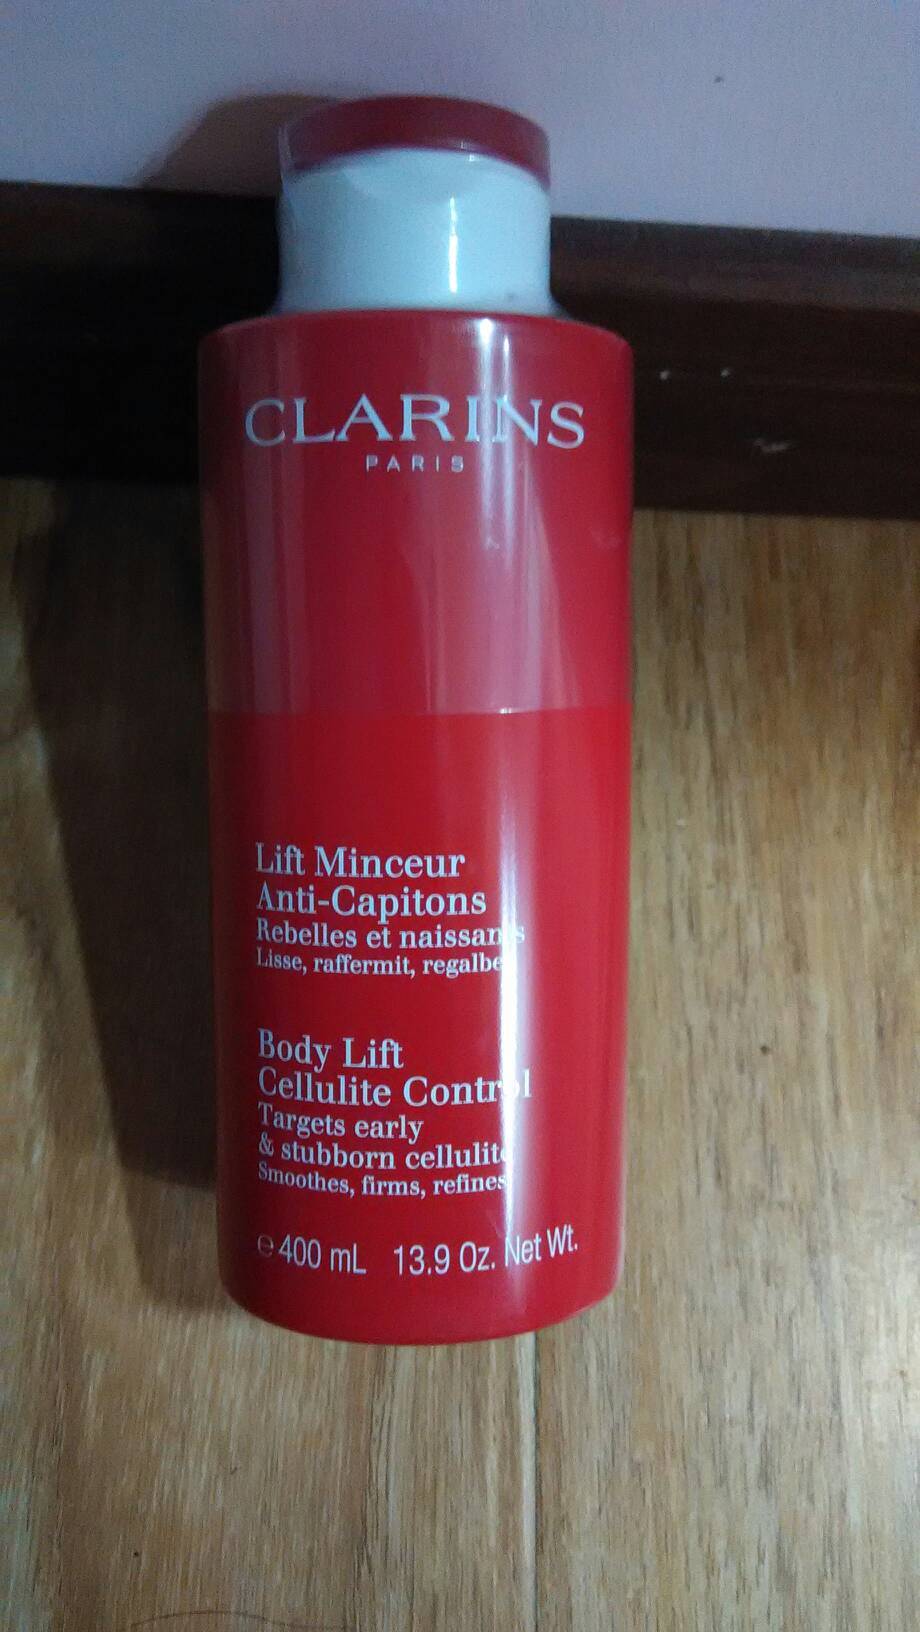 CLARINS
PARIS
Lift Minceur
Anti-Capitons
Rebelles et naissants
Lisse, raffermit, regalbe
Body Lift
Cellulite Control
Targets early
& stubborn cellulite
Smoothes, firms, refines
e 400 mL 13.9 Oz. Net Wt.